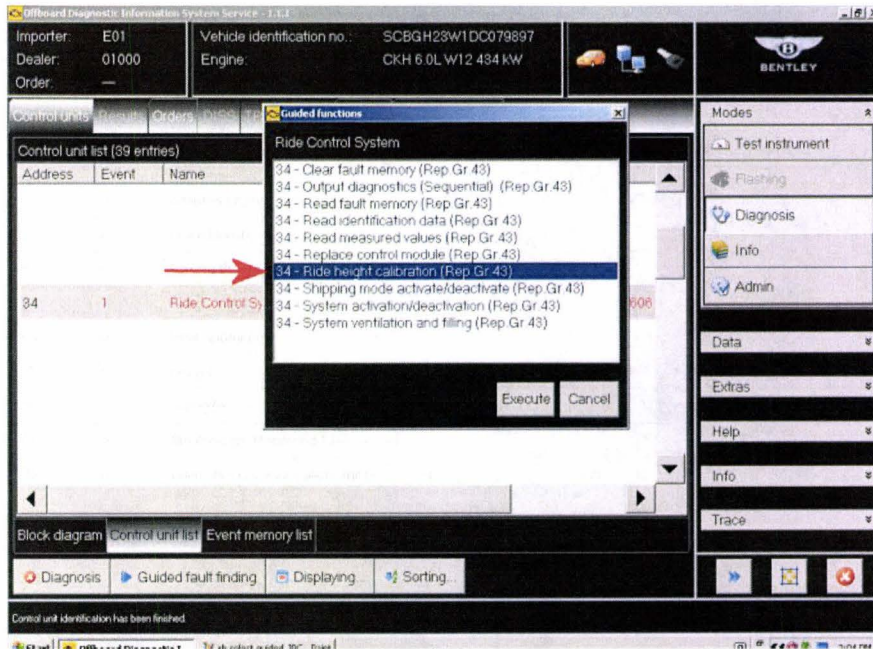 Offboard Diagnostic Information System Service - 1.1.1
Importer: E01
Dealer: 01000
Order: —
Vehicle identification no.: SCBGH23W1DC079897
Engine: CKH 6.0L W12 434 kW
BENTLEY
Control units Results Orders DISS
Control unit list (39 entries)
Address Event Name
34 1 Ride Control Sy 606
Guided functions
Ride Control System
34 - Clear fault memory (Rep Gr 43)
34 - Output diagnostics (Sequential) (Rep.Gr.43)
34 - Read fault memory (Rep.Gr.43)
34 - Read identification data (Rep Gr 43)
34 - Read measured values (Rep Gr 43)
34 - Replace control module (Rep.Gr 43)
34 - Ride height calibration (Rep Gr 43)
34 - Shipping mode activate/deactivate (Rep.Gr 43)
34 - System activation/deactivation (Rep Gr 43)
34 - System ventilation and filling (Rep.Gr 43)
Execute Cancel
Block diagram Control unit list Event memory list
Diagnosis Guided fault finding Displaying... Sorting...
Control unit identification has been finished.
Modes
Test instrument
Flashing
Diagnosis
Info
Admin
Data
Extras
Help
Info
Trace
Start